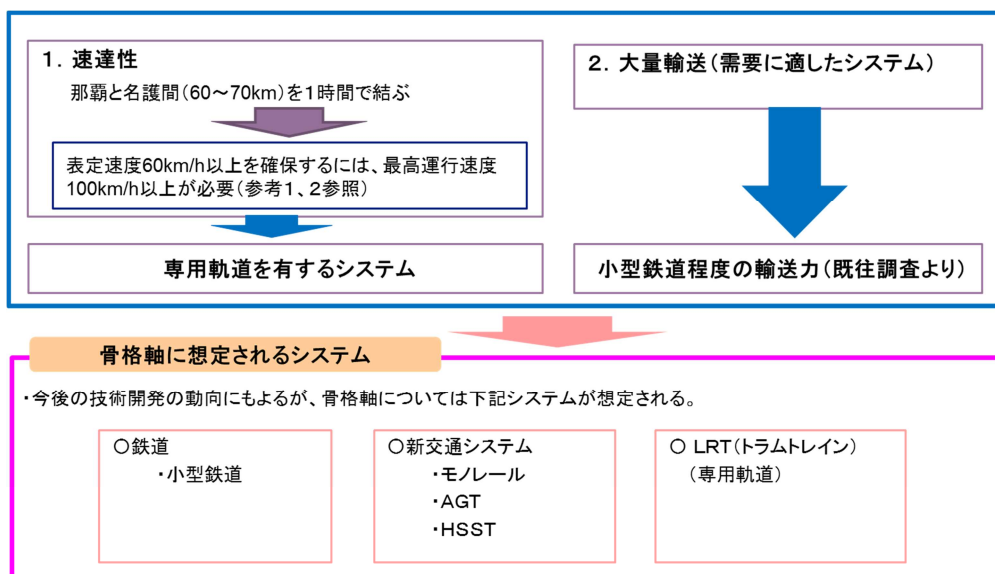 1．速達性
那覇と名護間（60～70km）を1時間で結ぶ
表定速度60km/h以上を確保するには、最高運行速度
100km/h以上が必要（参考1、2参照）
専用軌道を有するシステム
2．大量輸送（需要に適したシステム）
小型鉄道程度の輸送力（既往調査より）
骨格軸に想定されるシステム
・今後の技術開発の動向にもよるが、骨格軸については下記システムが想定される。
○鉄道
・小型鉄道
○新交通システム
・モノレール
・AGT
・HSST
○ LRT（トラムトレイン）
（専用軌道）